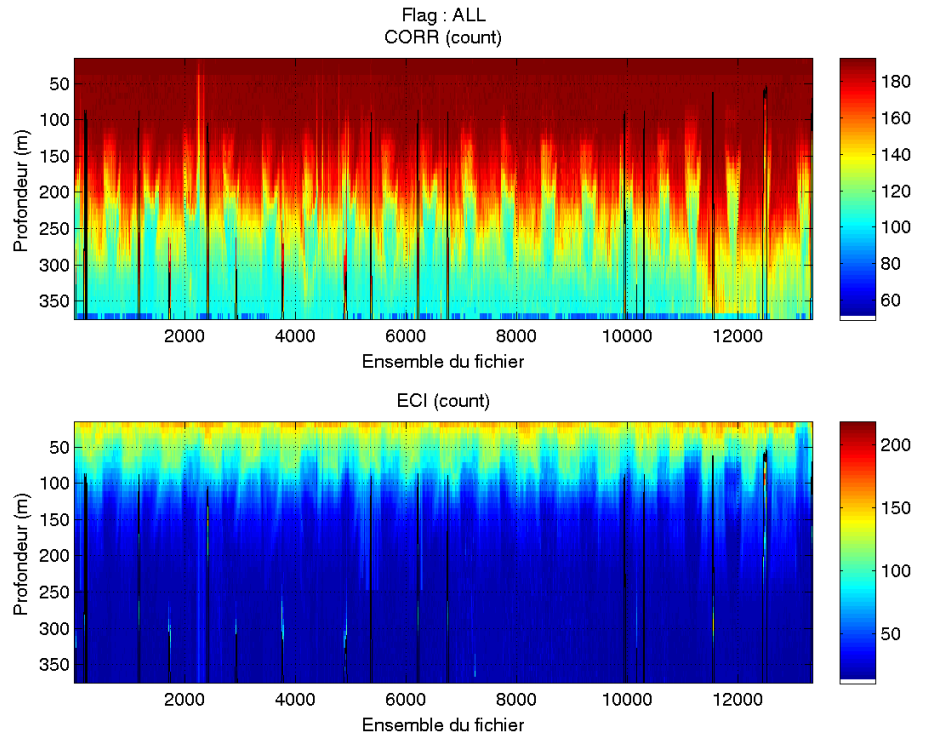 Flag : ALL
CORR (count)
50
100
150
200
250
300
350
Profondeur (m)
2000 4000 6000 8000 10000 12000
Ensemble du fichier
180
160
140
120
100
80
60
ECI (count)
50
100
150
200
250
300
350
Profondeur (m)
2000 4000 6000 8000 10000 12000
Ensemble du fichier
200
150
100
50